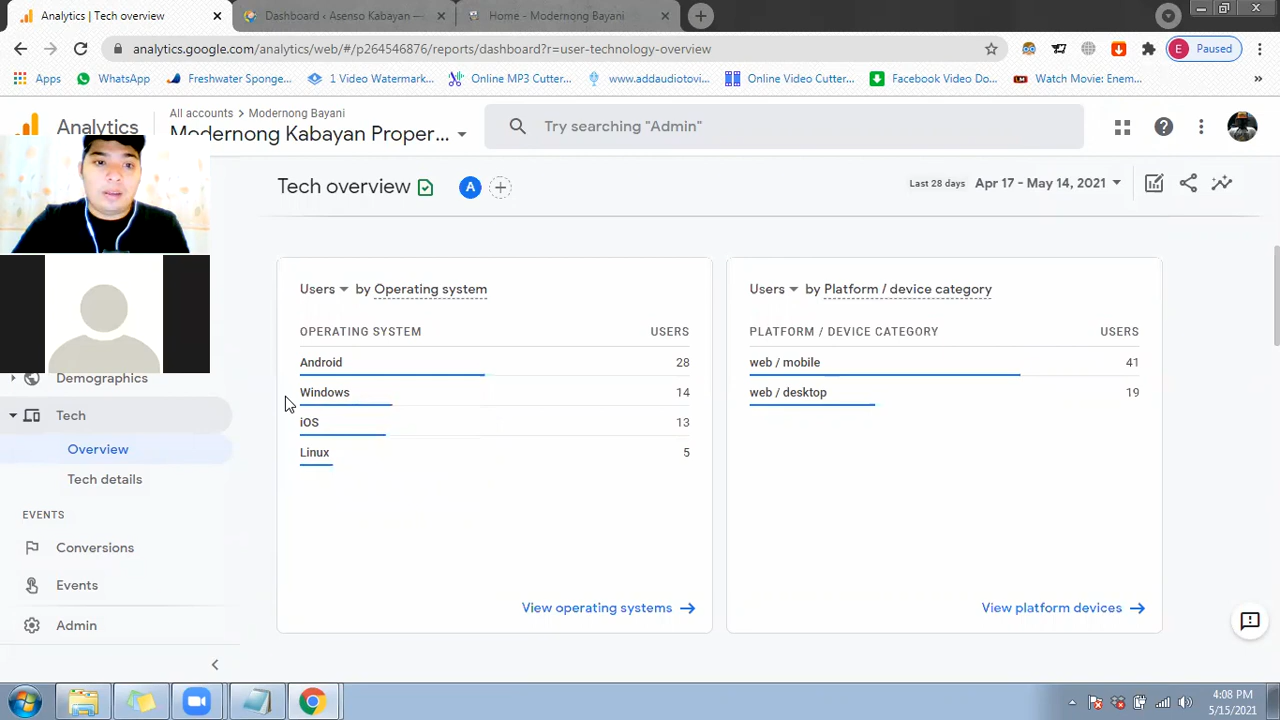 Analytics | Tech overview
Dashboard ‹ Asenso Kabayan —
Home - Modernong Bayani
analytics.google.com/analytics/web/#/p264546876/reports/dashboard?r=user-technology-overview
E Paused
Apps
WhatsApp
Freshwater Sponge...
1 Video Watermark...
Online MP3 Cutter...
www.addaudiotovi...
Online Video Cutter...
Facebook Video Do...
Watch Movie: Enem...
»
Analytics
All accounts > Modernong Bayani
Modernong Kabayan Proper...
Try searching "Admin"
Tech overview
A
Last 28 days
Apr 17 - May 14, 2021
Users by Operating system
OPERATING SYSTEM USERS
Android 28
Windows 14
iOS 13
Linux 5
View operating systems
Users by Platform / device category
PLATFORM / DEVICE CATEGORY USERS
web / mobile 41
web / desktop 19
View platform devices
Demographics
Tech
Overview
Tech details
EVENTS
Conversions
Events
Admin
4:08 PM
5/15/2021